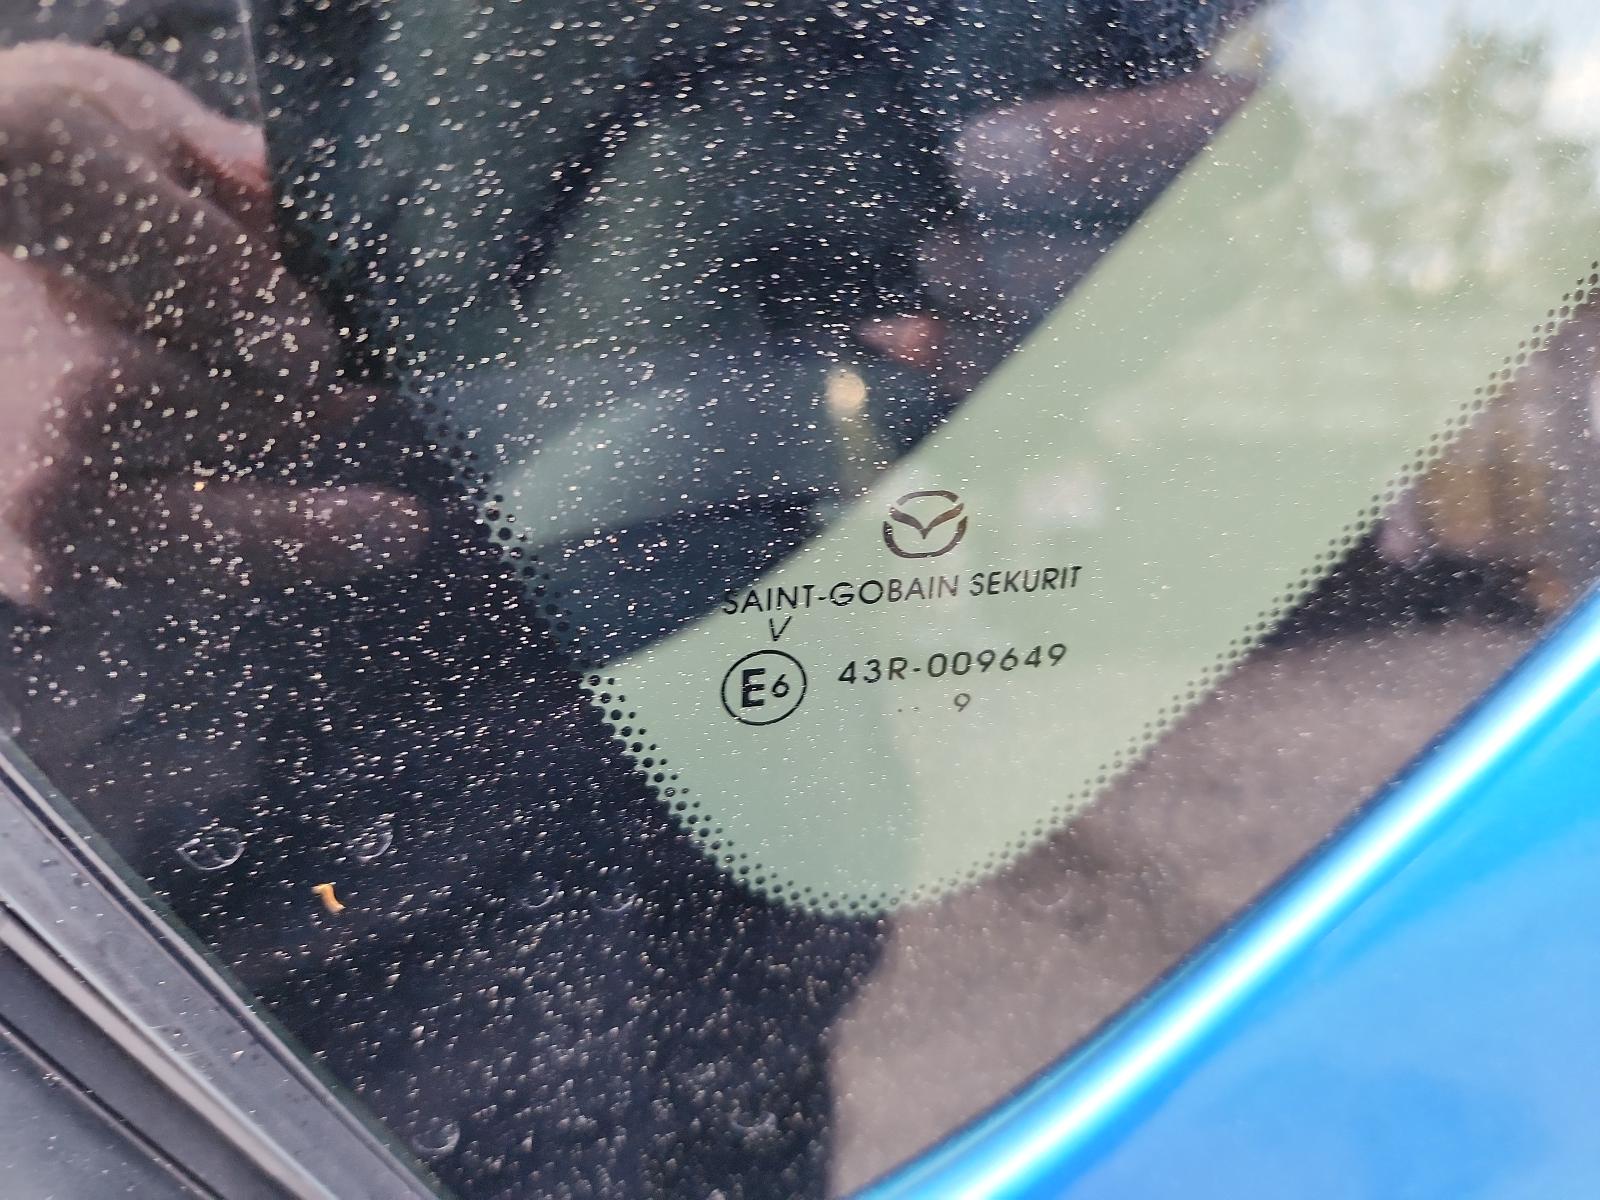 SAINT-GOBAIN SEKURIT
V
E6 43R-009649
.. 9